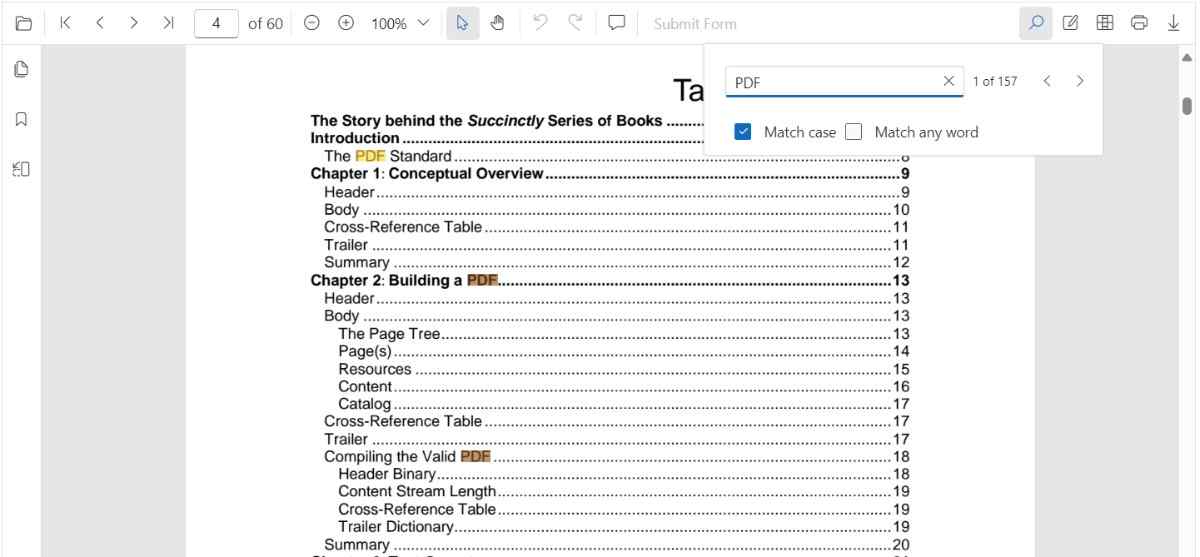 4 of 60 100% Submit Form
PDF 1 of 157
Match case Match any word
Ta
The Story behind the Succinctly Series of Books ........
Introduction ........
The PDF Standard ........ 8
Chapter 1: Conceptual Overview ........ 9
Header ........ 9
Body ........ 10
Cross-Reference Table ........ 11
Trailer ........ 11
Summary ........ 12
Chapter 2: Building a PDF ........ 13
Header ........ 13
Body ........ 13
The Page Tree ........ 13
Page(s) ........ 14
Resources ........ 15
Content ........ 16
Catalog ........ 17
Cross-Reference Table ........ 17
Trailer ........ 17
Compiling the Valid PDF ........ 18
Header Binary ........ 18
Content Stream Length ........ 19
Cross-Reference Table ........ 19
Trailer Dictionary ........ 19
Summary ........ 20